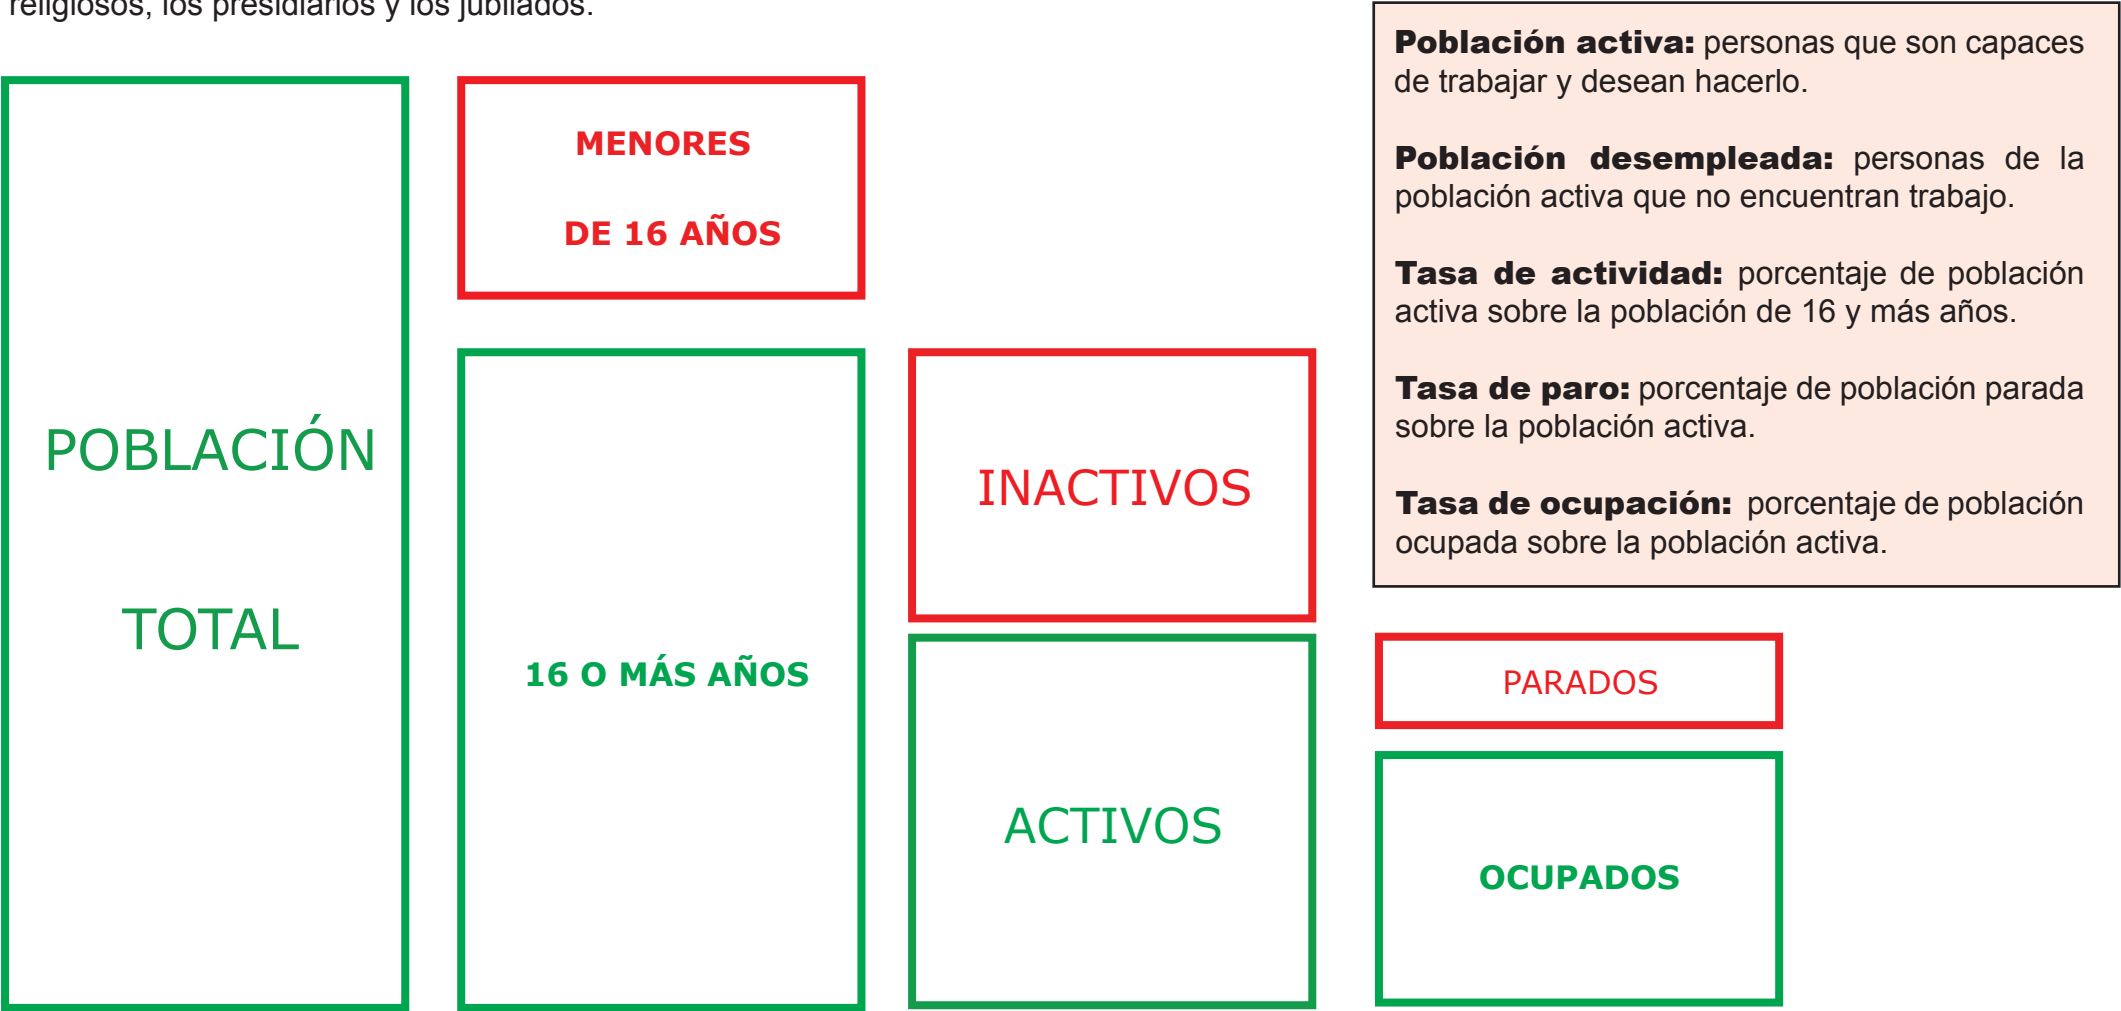 religiosos, los presidiarios y los jubilados.
POBLACIÓN
TOTAL
MENORES
DE 16 AÑOS
16 O MÁS AÑOS
INACTIVOS
ACTIVOS
Población activa: personas que son capaces
de trabajar y desean hacerlo.
Población desempleada: personas de la
población activa que no encuentran trabajo.
Tasa de actividad: porcentaje de población
activa sobre la población de 16 y más años.
Tasa de paro: porcentaje de población parada
sobre la población activa.
Tasa de ocupación: porcentaje de población
ocupada sobre la población activa.
PARADOS
OCUPADOS